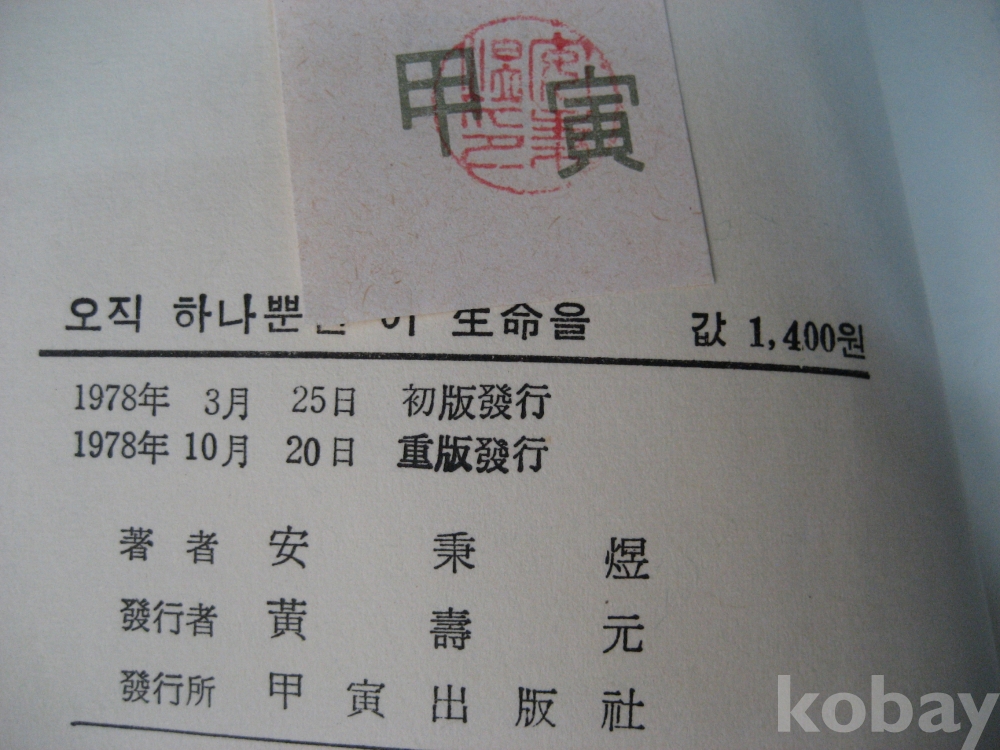 甲寅
오직 하나뿐 이 生命을 값 1,400원
1978年 3月 25日 初版發行
1978年 10月 20日 重版發行
著者 安秉煜
發行者 黃壽元
發行所 甲寅出版社
kobay